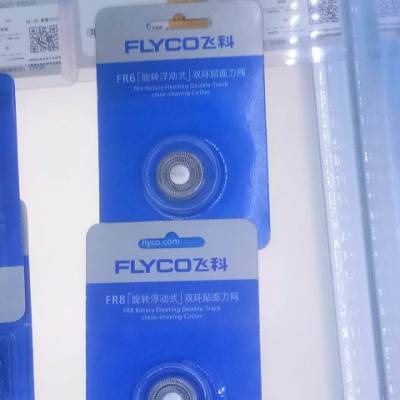 FLYCO飞科
FR6「旋转浮动式」双环贴面刀网
FR6 Rotary Floating Double-Track
close-shaving Cutter
flyco.com
FLYCO飞科
FR8「旋转浮动式」双环贴面刀网
FR8 Rotary Floating Double-Track
close-shaving Cutter